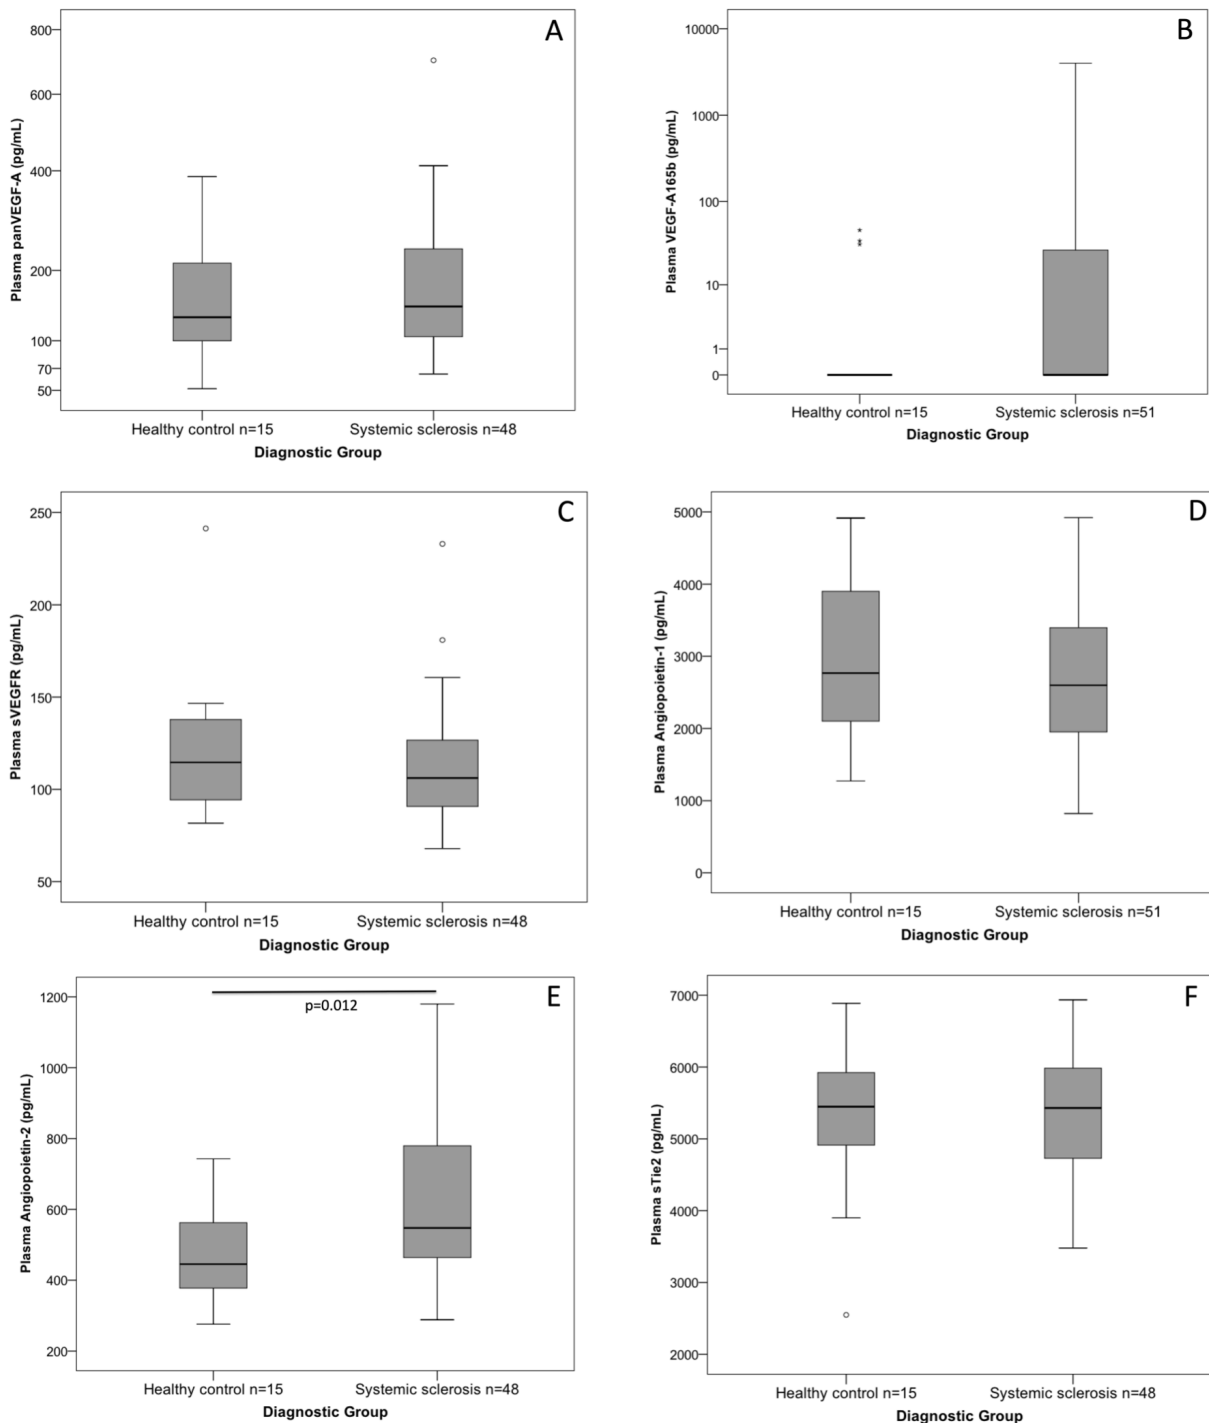 A
Plasma panVEGF-A (pg/mL)
800
600
400
200
100
70
50
Healthy control n=15
Systemic sclerosis n=48
Diagnostic Group
B
Plasma VEGF-A165b (pg/mL)
10000
1000
100
10
1
0
Healthy control n=15
Systemic sclerosis n=51
Diagnostic Group
C
Plasma sVEGFR (pg/mL)
250
200
150
100
50
Healthy control n=15
Systemic sclerosis n=48
Diagnostic Group
D
Plasma Angiopoietin-1 (pg/mL)
5000
4000
3000
2000
1000
0
Healthy control n=15
Systemic sclerosis n=51
Diagnostic Group
E
p=0.012
Plasma Angiopoietin-2 (pg/mL)
1200
1000
800
600
400
200
Healthy control n=15
Systemic sclerosis n=48
Diagnostic Group
F
Plasma sTie2 (pg/mL)
7000
6000
5000
4000
3000
2000
Healthy control n=15
Systemic sclerosis n=48
Diagnostic Group